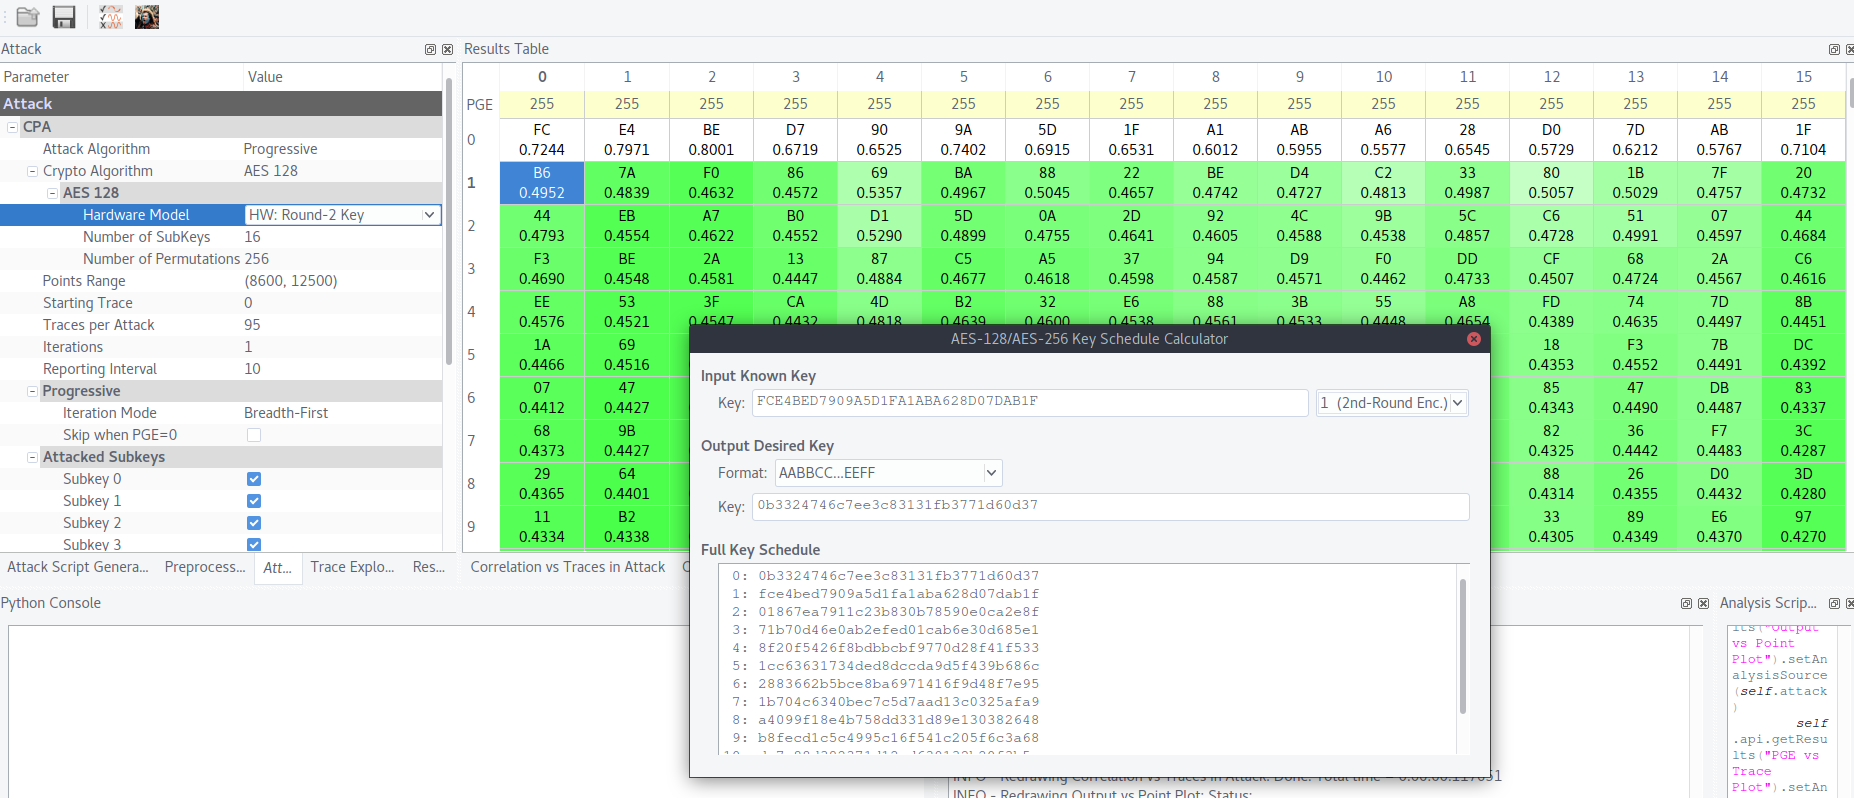 Attack
Results Table
Parameter Value
Attack
CPA
Attack Algorithm Progressive
Crypto Algorithm AES 128
AES 128
Hardware Model HW: Round-2 Key
Number of SubKeys 16
Number of Permutations 256
Points Range (8600, 12500)
Starting Trace 0
Traces per Attack 95
Iterations 1
Reporting Interval 10
Progressive
Iteration Mode Breadth-First
Skip when PGE=0
Attacked Subkeys
Subkey 0
Subkey 1
Subkey 2
Subkey 3
0 1 2 3 4 5 6 7 8 9 10 11 12 13 14 15
PGE 255 255 255 255 255 255 255 255 255 255 255 255 255 255 255 255
0 FC E4 BE D7 90 9A 5D 1F A1 AB A6 28 D0 7D AB 1F
0.7244 0.7971 0.8001 0.6719 0.6525 0.7402 0.6915 0.6531 0.6012 0.5955 0.5577 0.6545 0.5729 0.6212 0.5767 0.7104
1 B6 7A F0 86 69 BA 88 22 BE D4 C2 33 80 1B 7F 20
0.4952 0.4839 0.4632 0.4572 0.5357 0.4967 0.5045 0.4657 0.4742 0.4727 0.4813 0.4987 0.5057 0.5029 0.4757 0.4732
2 44 EB A7 B0 D1 5D 0A 2D 92 4C 9B 5C C6 51 07 44
0.4793 0.4554 0.4622 0.4552 0.5290 0.4899 0.4755 0.4641 0.4605 0.4588 0.4538 0.4857 0.4728 0.4991 0.4597 0.4684
3 F3 BE 2A 13 87 C5 A5 37 94 D9 F0 DD CF 68 2A C6
0.4690 0.4548 0.4581 0.4447 0.4884 0.4677 0.4618 0.4598 0.4587 0.4571 0.4462 0.4733 0.4507 0.4724 0.4567 0.4616
4 EE 53 3F CA 4D B2 32 E6 88 3B 55 A8 FD 74 7D 8B
0.4576 0.4521 0.4547 0.4432 0.4818 0.4639 0.4600 0.4538 0.4561 0.4533 0.4448 0.4654 0.4389 0.4635 0.4497 0.4451
5 1A 69 18 F3 7B DC
0.4466 0.4516 0.4353 0.4552 0.4491 0.4392
6 07 47 85 47 DB 83
0.4412 0.4427 0.4343 0.4490 0.4487 0.4337
7 68 9B 82 36 F7 3C
0.4373 0.4427 0.4325 0.4442 0.4483 0.4287
8 29 64 88 26 D0 3D
0.4365 0.4401 0.4314 0.4355 0.4432 0.4280
9 11 B2 33 89 E6 97
0.4334 0.4338 0.4305 0.4349 0.4370 0.4270
AES-128/AES-256 Key Schedule Calculator
Input Known Key
Key: FCE4BED7909A5D1FA1ABA628D07DAB1F 1 (2nd-Round Enc.)
Output Desired Key
Format: AABBCC...EEFF
Key: 0b3324746c7ee3c83131fb3771d60d37
Full Key Schedule
0: 0b3324746c7ee3c83131fb3771d60d37
1: fce4bed7909a5d1fa1aba628d07dab1f
2: 01867ea7911c23b830b78590e0ca2e8f
3: 71b70d46e0ab2efed01cab6e30d685e1
4: 8f20f5426f8bdbbcbf9770d28f41f533
5: 1cc63631734ded8dccda9d5f439b686c
6: 2883662b5bce8ba6971416f9d48f7e95
7: 1b704c6340bec7c5d7aad13c0325afa9
8: a4099f18e4b758dd331d89e130382648
9: b8fecd1c5c4995c16f541c205f6c3a68
Attack Script Genera... Preprocess... Att... Trace Explo... Res... Correlation vs Traces in Attack
Python Console
Analysis Scrip...
lts("Output
vs Point
Plot").setAn
alysisSource
(self.attack
)
self
.api.getResu
lts("PGE vs
Trace
Plot").setAn
INFO - Redrawing Output vs Point Plot: Status: